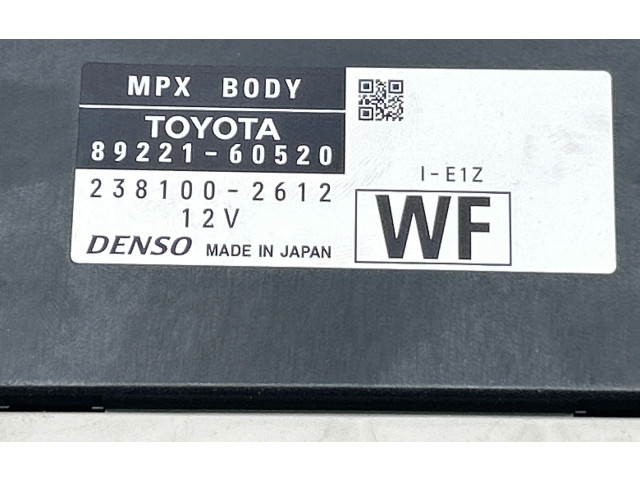 MPX BODY
TOYOTA
89221-60520
238100-2612
12V
DENSO MADE IN JAPAN
I-E1Z
WF